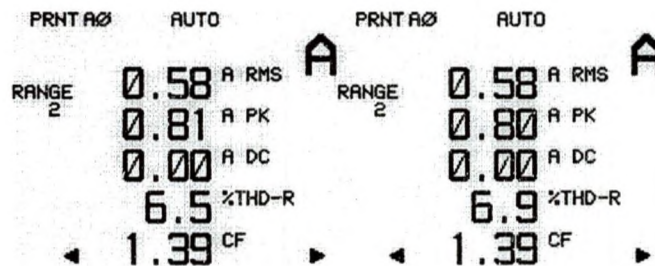 PRNT AØ AUTO
A
RANGE
2
0.58 A RMS
0.81 A PK
0.00 A DC
6.5 %THD-R
1.39 CF
PRNT AØ AUTO
A
RANGE
2
0.58 A RMS
0.80 A PK
0.00 A DC
6.9 %THD-R
1.39 CF